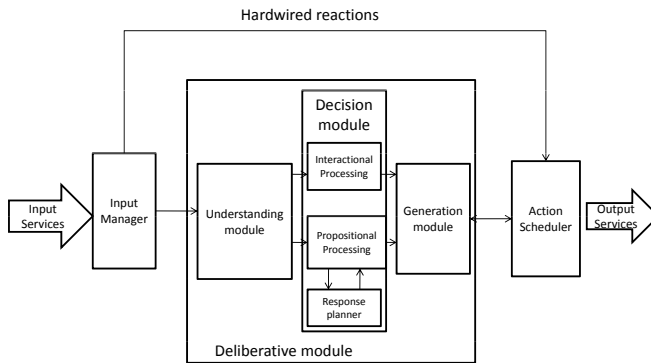 Hardwired reactions
Decision
module
Interactional
Processing
Input
Services
Input
Manager
Understanding
module
Propositional
Processing
Generation
module
Action
Scheduler
Output
Services
Response
planner
Deliberative module